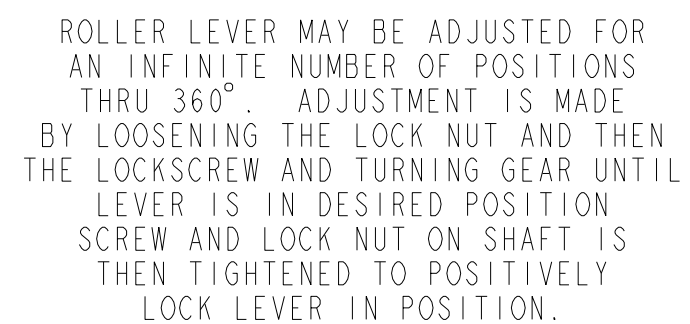 ROLLER LEVER MAY BE ADJUSTED FOR
AN INFINITE NUMBER OF POSITIONS
THRU 360°. ADJUSTMENT IS MADE
BY LOOSENING THE LOCK NUT AND THEN
THE LOCKSCREW AND TURNING GEAR UNTIL
LEVER IS IN DESIRED POSITION
SCREW AND LOCK NUT ON SHAFT IS
THEN TIGHTENED TO POSITIVELY
LOCK LEVER IN POSITION.